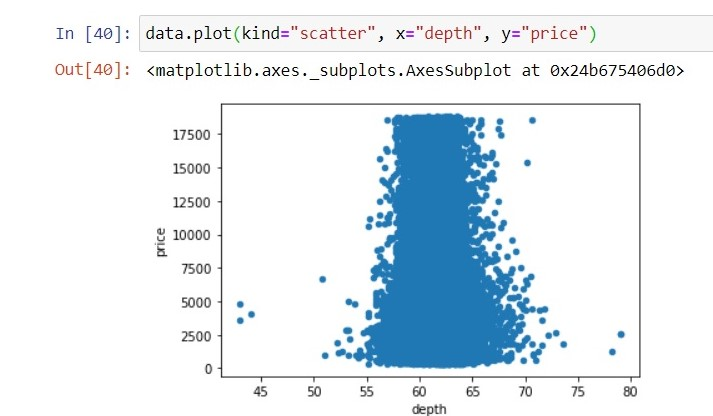 In [40]: data.plot(kind="scatter", x="depth", y="price")
Out[40]: <matplotlib.axes._subplots.AxesSubplot at 0x24b675406d0>
17500
15000
12500
10000
7500
5000
2500
0
price
45 50 55 60 65 70 75 80
depth